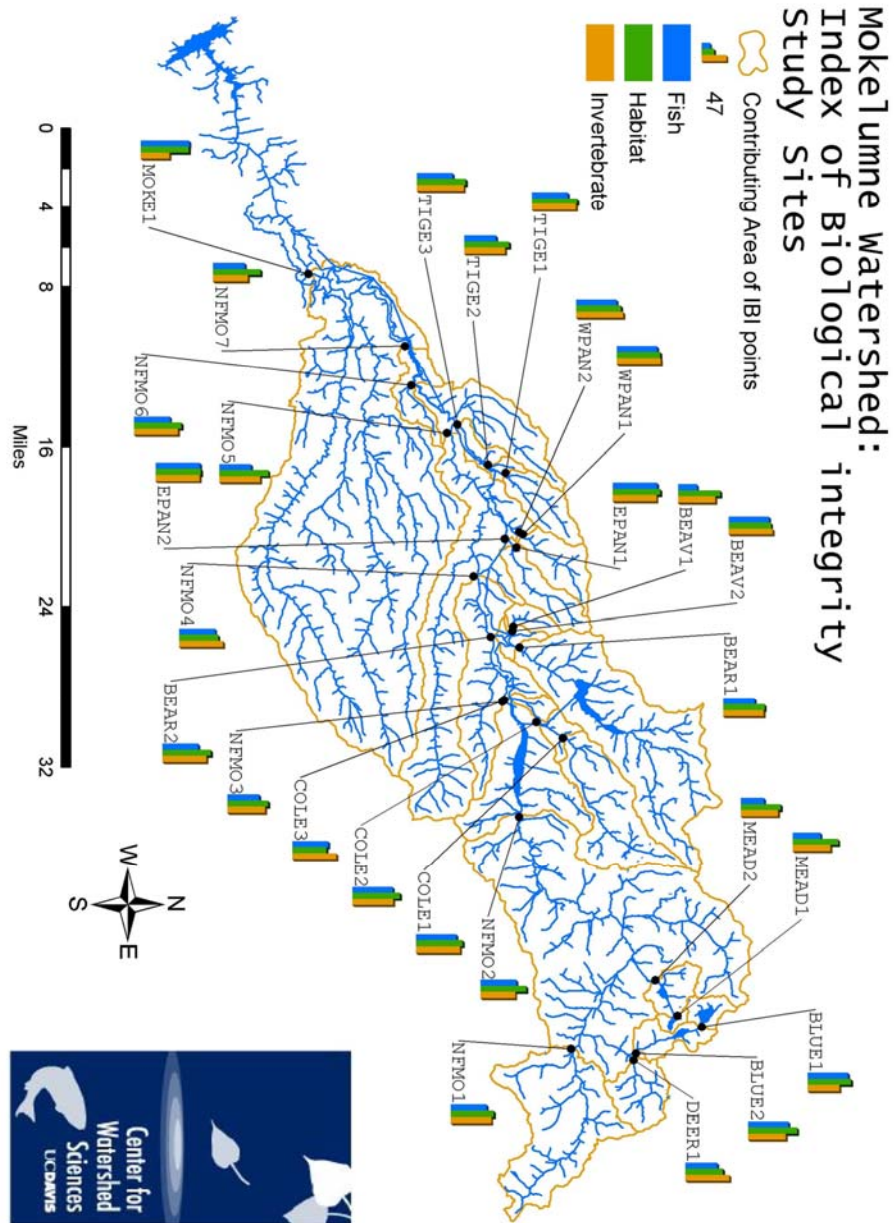 Mokelumne Watershed:
Index of Biological integrity
Study Sites
Contributing Area of IBI points
47
Fish
Habitat
Invertebrate
TIGE1
TIGE2
TIGE3
WPAN1
WPAN2
EPAN1
BEAV1
BEAV2
BEAR1
MEAD1
MEAD2
BLUE1
BLUE2
DEER1
MOKE1
NFMO7
NFMO6
NFMO5
EPAN2
NFMO4
BEAR2
NFMO3
COLE3
COLE2
COLE1
NFMO2
NFMO1
0 4 8 16 24 32
Miles
N
W E
S
Center for
Watershed
Sciences
UCDAVIS